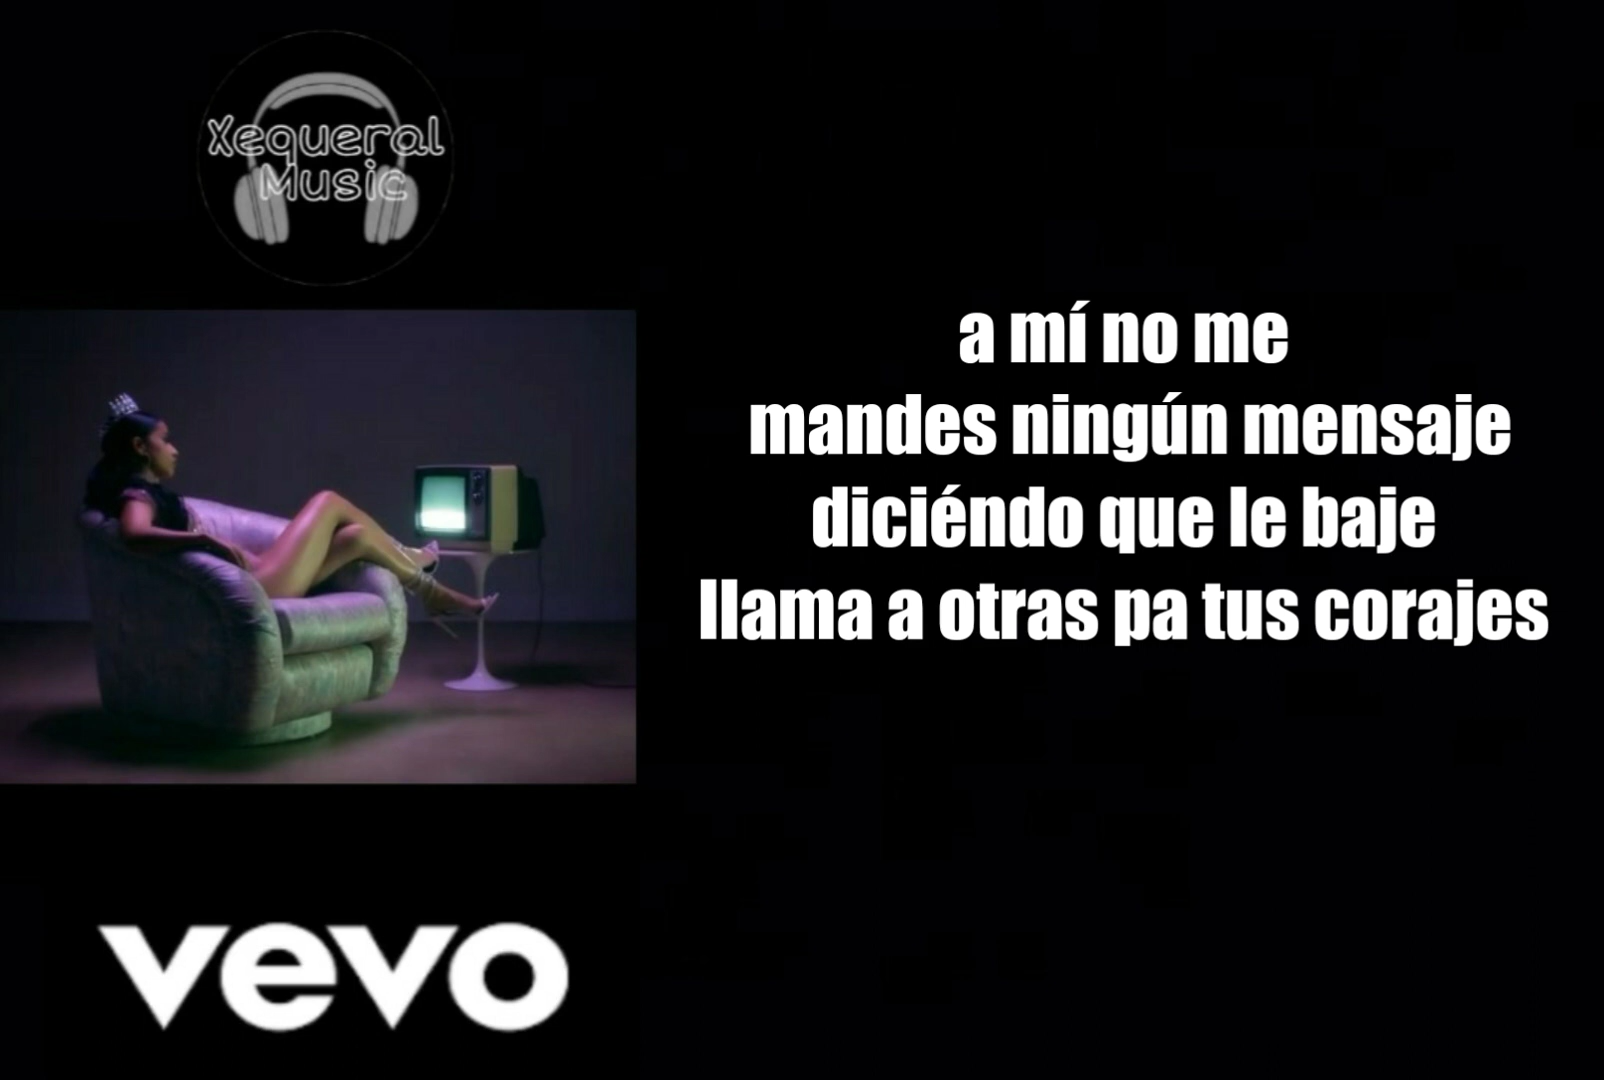 Xequeral
Music
a mí no me
mandes ningún mensaje
diciéndo que le baje
llama a otras pa tus corajes
vevo